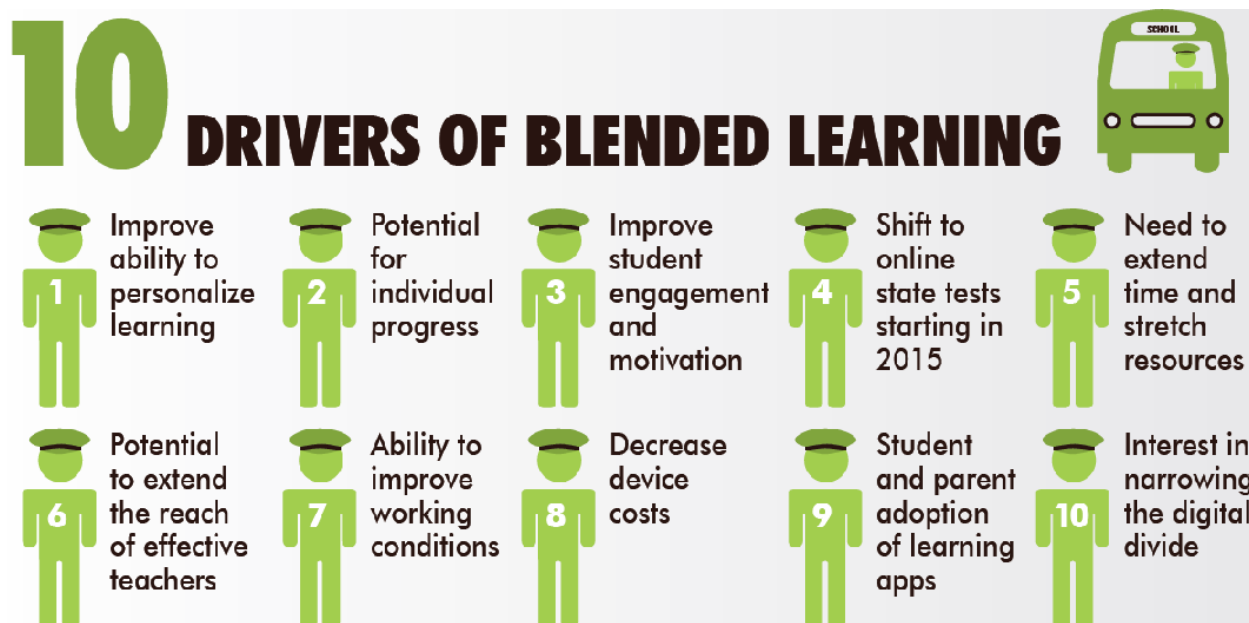 SCHOOL
10
DRIVERS OF BLENDED LEARNING
1
Improve
ability to
personalize
learning
2
Potential
for
individual
progress
3
Improve
student
engagement
and
motivation
4
Shift to
online
state tests
starting in
2015
5
Need to
extend
time and
stretch
resources
6
Potential
to extend
the reach
of effective
teachers
7
Ability to
improve
working
conditions
8
Decrease
device
costs
9
Student
and parent
adoption
of learning
apps
10
Interest in
narrowing
the digital
divide